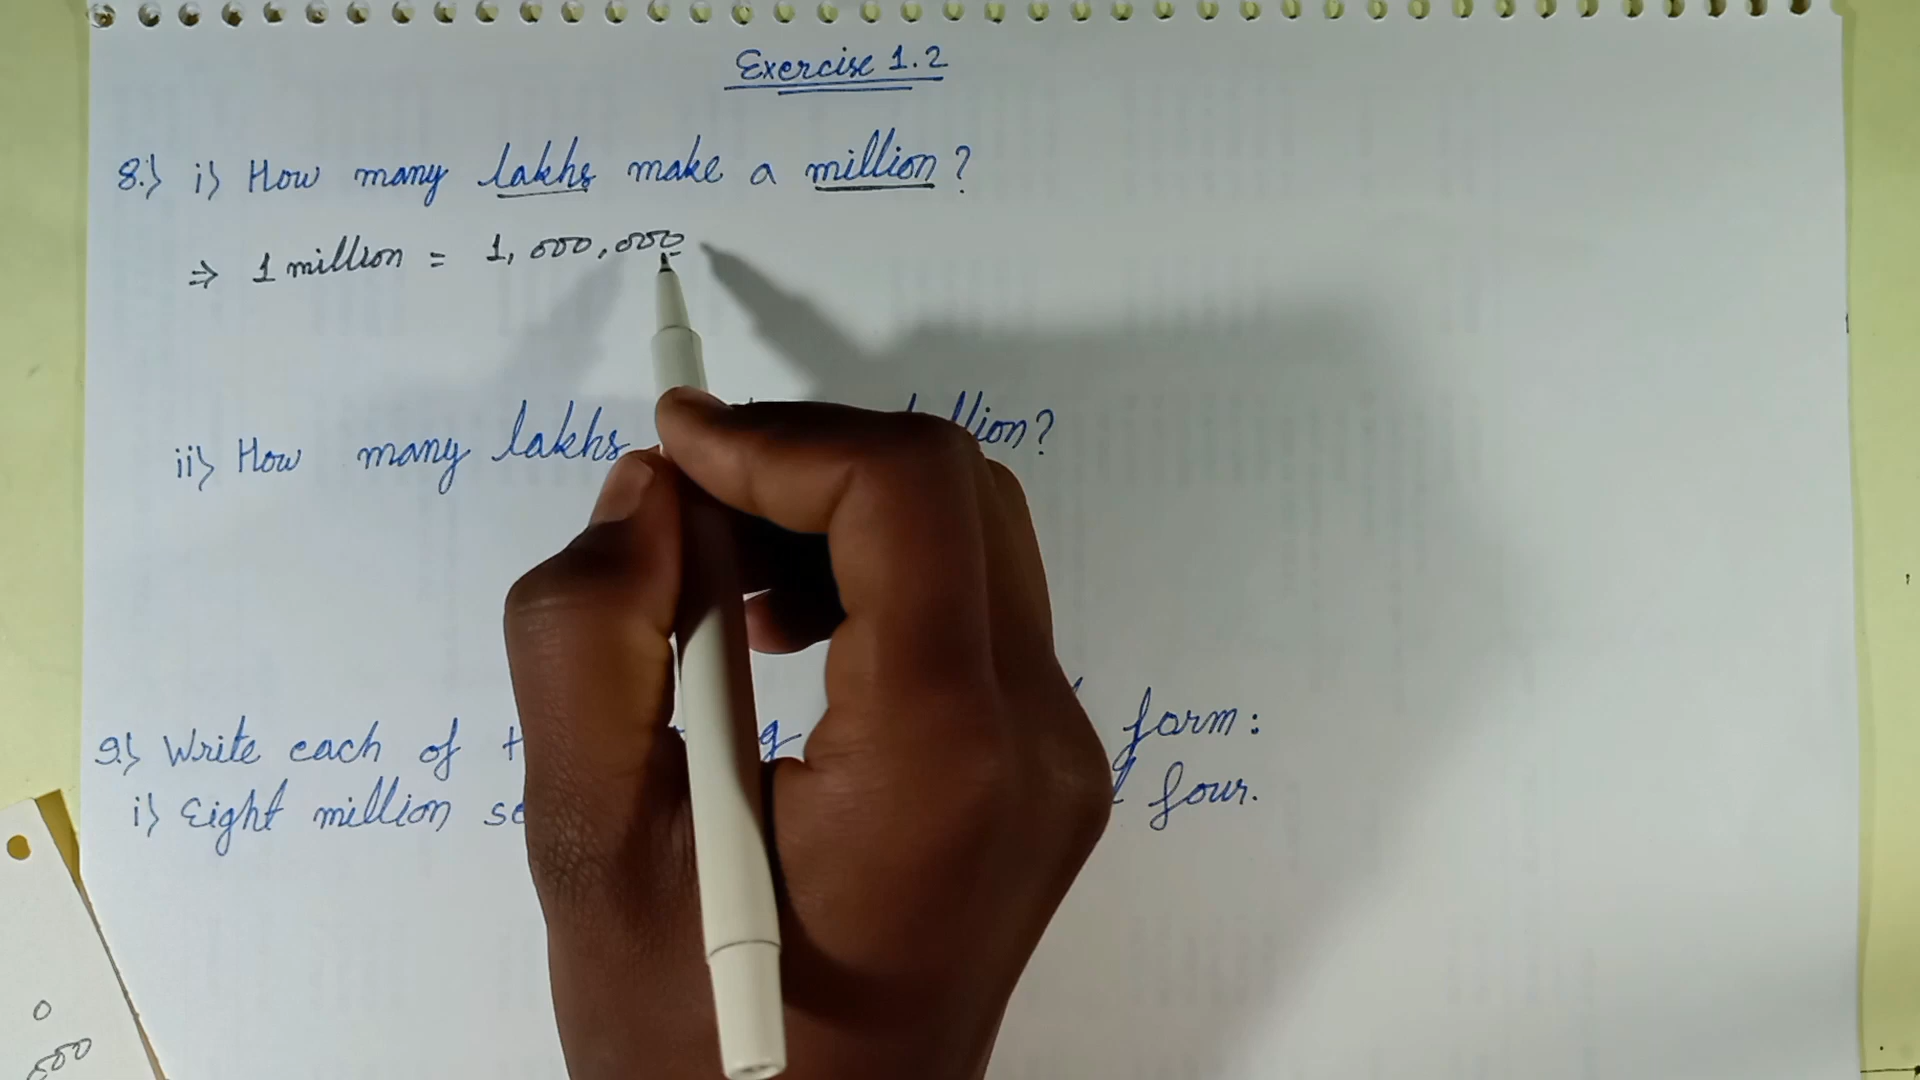 Exercise 1.2
8.) i) How many lakhs make a million?
⇒ 1 million = 1,000,000
ii) How many lakhs
9.) Write each of form:
i) Eight million four.
0